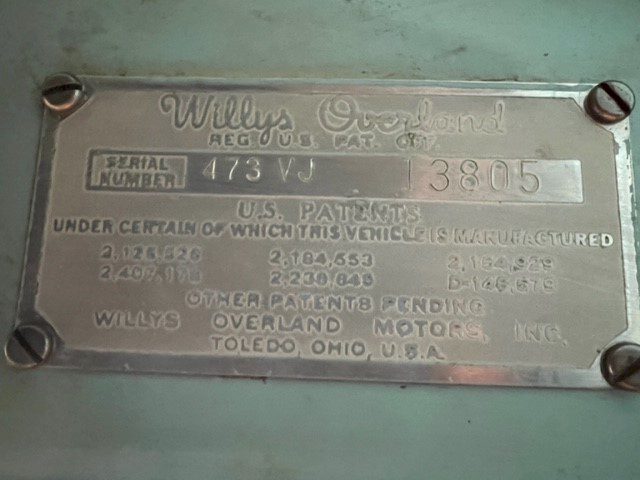 Willys Overland
REG. U.S. PAT. OFF.
SERIAL NUMBER 473 VJ 13805
U.S. PATENTS
UNDER CERTAIN OF WHICH THIS VEHICLE IS MANUFACTURED
2,184,553
OTHER PATENTS PENDING
WILLYS OVERLAND MOTORS, INC.
TOLEDO, OHIO, U.S.A.